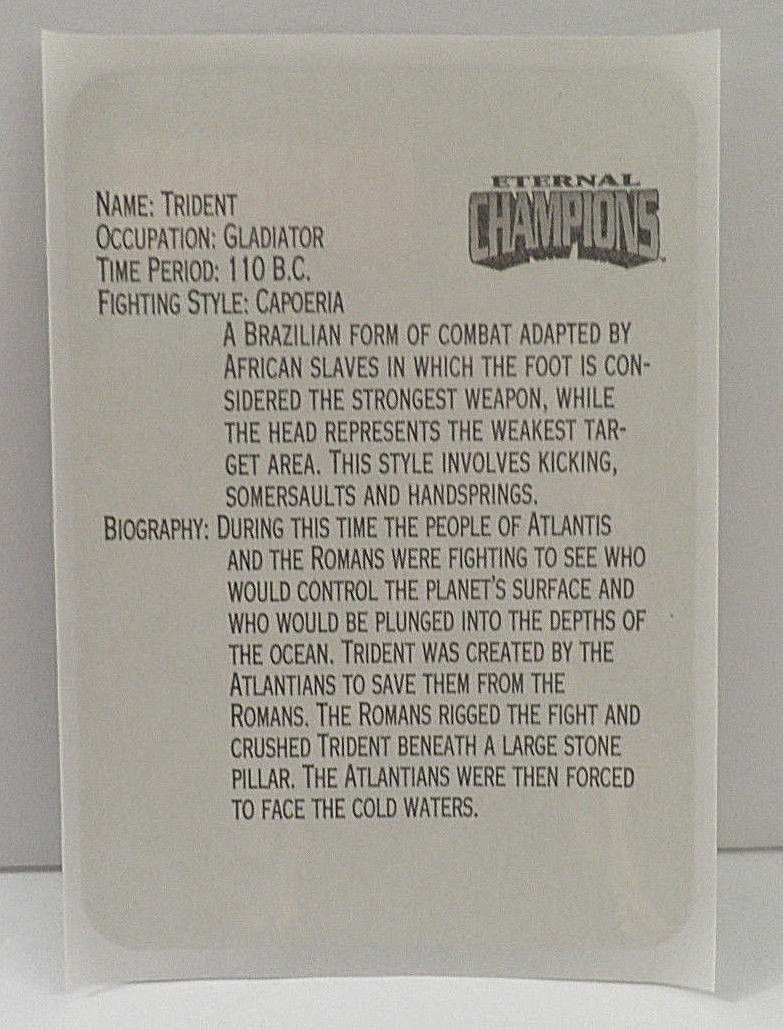 ETERNAL
CHAMPIONS
NAME: TRIDENT
OCCUPATION: GLADIATOR
TIME PERIOD: 110 B.C.
FIGHTING STYLE: CAPOERIA
A BRAZILIAN FORM OF COMBAT ADAPTED BY
AFRICAN SLAVES IN WHICH THE FOOT IS CON-
SIDERED THE STRONGEST WEAPON, WHILE
THE HEAD REPRESENTS THE WEAKEST TAR-
GET AREA. THIS STYLE INVOLVES KICKING,
SOMERSAULTS AND HANDSPRINGS.
BIOGRAPHY: DURING THIS TIME THE PEOPLE OF ATLANTIS
AND THE ROMANS WERE FIGHTING TO SEE WHO
WOULD CONTROL THE PLANET'S SURFACE AND
WHO WOULD BE PLUNGED INTO THE DEPTHS OF
THE OCEAN. TRIDENT WAS CREATED BY THE
ATLANTIANS TO SAVE THEM FROM THE
ROMANS. THE ROMANS RIGGED THE FIGHT AND
CRUSHED TRIDENT BENEATH A LARGE STONE
PILLAR. THE ATLANTIANS WERE THEN FORCED
TO FACE THE COLD WATERS.